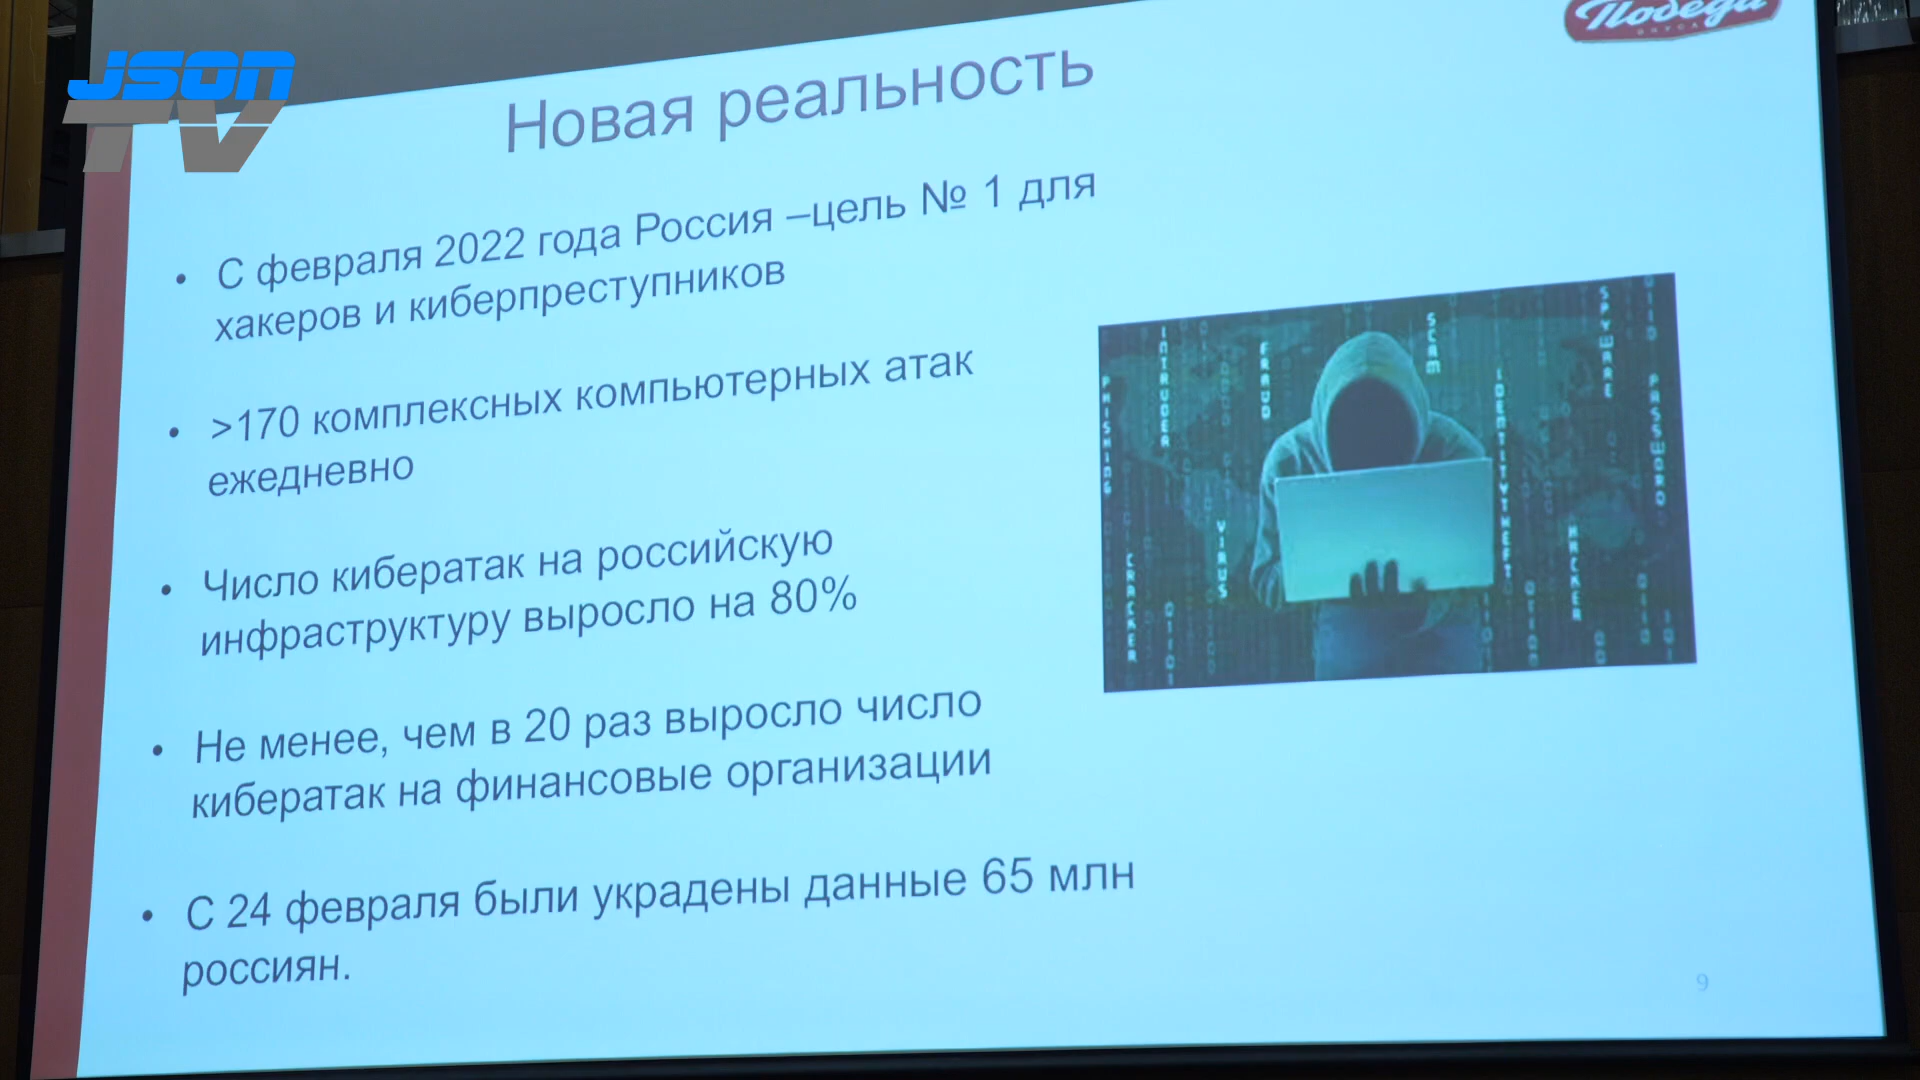 JSON
TV
Победа
ВКУСА
Новая реальность
• С февраля 2022 года Россия –цель № 1 для
хакеров и киберпреступников
• >170 комплексных компьютерных атак
ежедневно
• Число кибератак на российскую
инфраструктуру выросло на 80%
• Не менее, чем в 20 раз выросло число
кибератак на финансовые организации
• С 24 февраля были украдены данные 65 млн
россиян.
PHISHING
INTRUDER
FRAUD
SCAM
IDENTITYTHEFT
SPYWARE
PASSWORD
CRACKER
VIRUS
HACKER
9